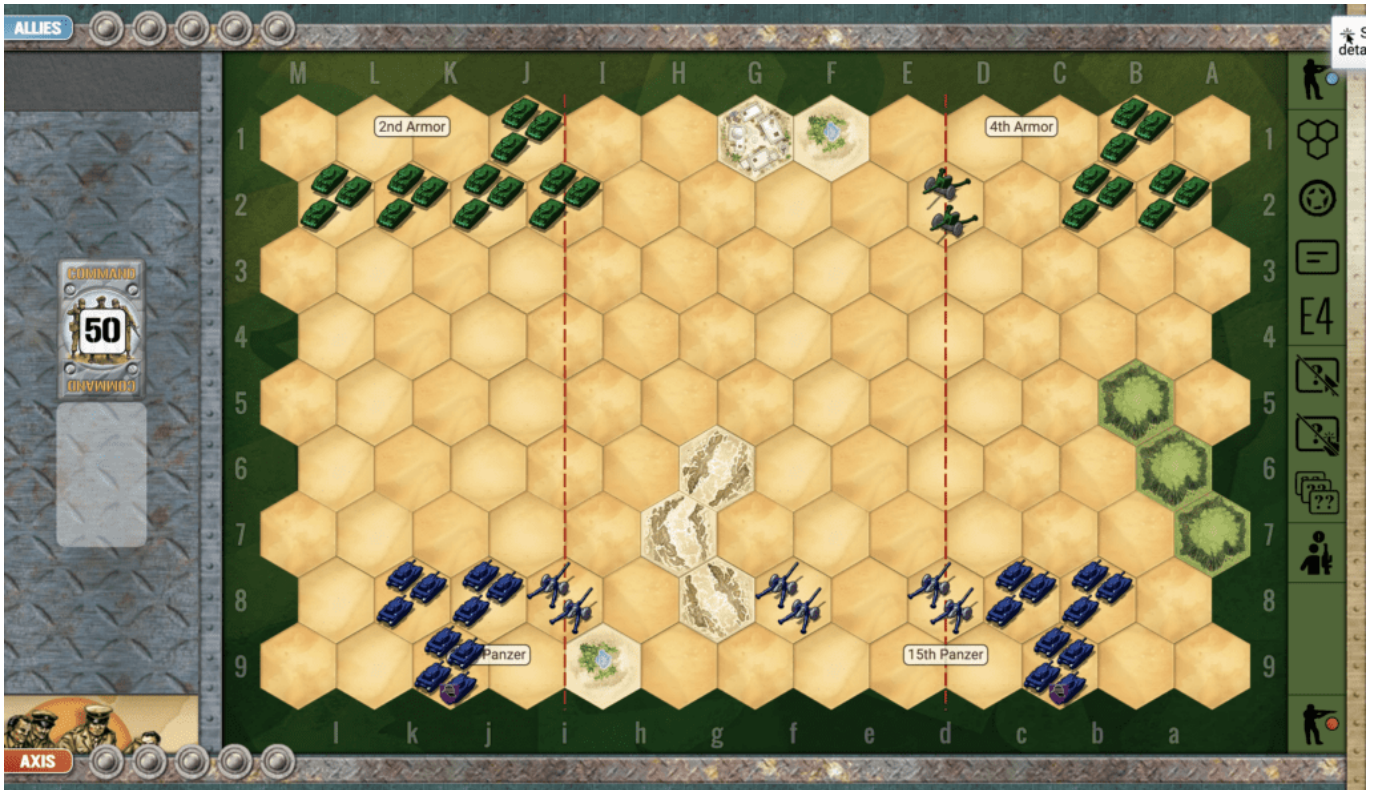 ALLIES
S
deta
M L K J I H G F E D C B A
2nd Armor
4th Armor
1 1
2 2
COMMAND
50
COMMAND
3 3
4 4
E4
5 5
6 6
7 7
??
8 8
Panzer
15th Panzer
9 9
l k j i h g f e d c b a
AXIS